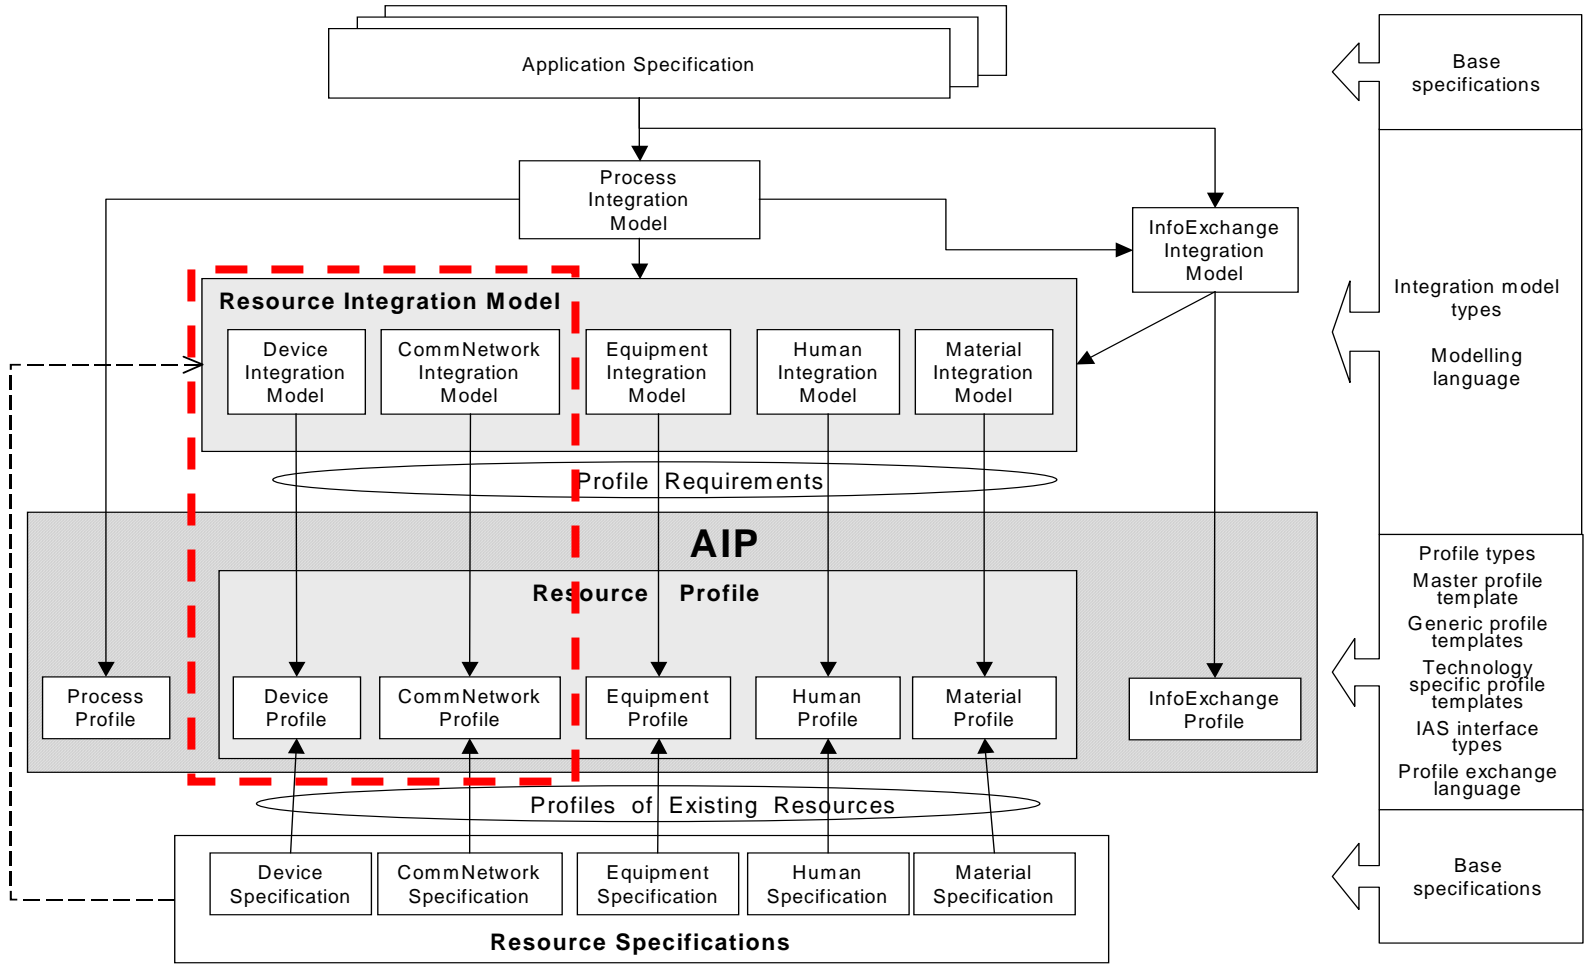 Application Specification
Base
specifications
Process
Integration
Model
InfoExchange
Integration
Model
Resource Integration Model
Device
Integration
Model
CommNetwork
Integration
Model
Equipment
Integration
Model
Human
Integration
Model
Material
Integration
Model
Integration model
types
Modelling
language
Profile Requirements
AIP
Resource Profile
Process
Profile
Device
Profile
CommNetwork
Profile
Equipment
Profile
Human
Profile
Material
Profile
InfoExchange
Profile
Profile types
Master profile
template
Generic profile
templates
Technology
specific profile
templates
IAS interface
types
Profile exchange
language
Profiles of Existing Resources
Device
Specification
CommNetwork
Specification
Equipment
Specification
Human
Specification
Material
Specification
Resource Specifications
Base
specifications